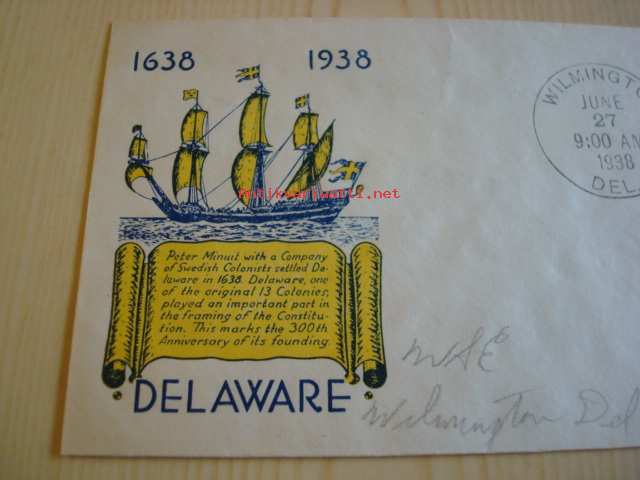 1638 1938
WILMINGTO
JUNE
27
9:00 AM
1938
DEL
antikvariaatti.net
Peter Minuit with a Company
of Swedish Colonists settled De-
laware in 1638. Delaware, one
of the original 13 Colonies,
played an important part in
the framing of the Constitu-
tion. This marks the 300th
Anniversary of its founding.
DELAWARE
Wilmington Del